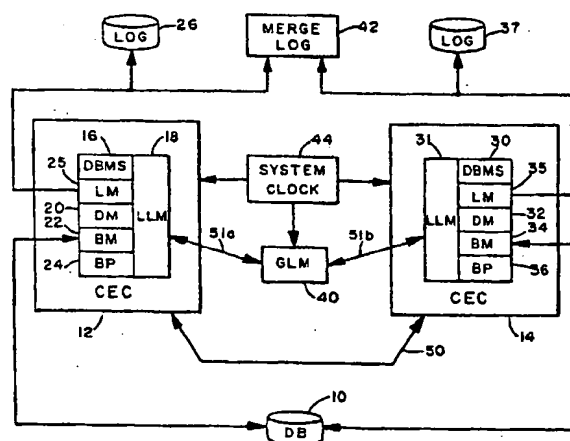 26
LOG
MERGE
LOG
42
37
LOG
16
18
44
31
30
25
DBMS
LM
20
DM
22
BM
24
BP
LLM
CEC
12
SYSTEM
CLOCK
51a
51b
GLM
40
LLM
DBMS
35
LM
32
DM
34
BM
BP
36
CEC
14
50
10
DB